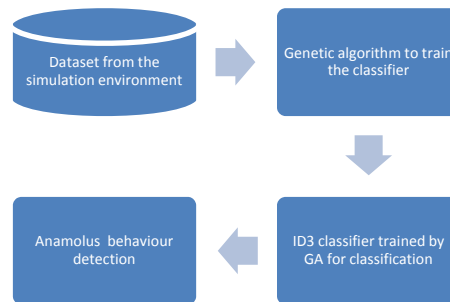 Dataset from the
simulation environment
Genetic algorithm to train
the classifier
Anamolus behaviour
detection
ID3 classifier trained by
GA for classification